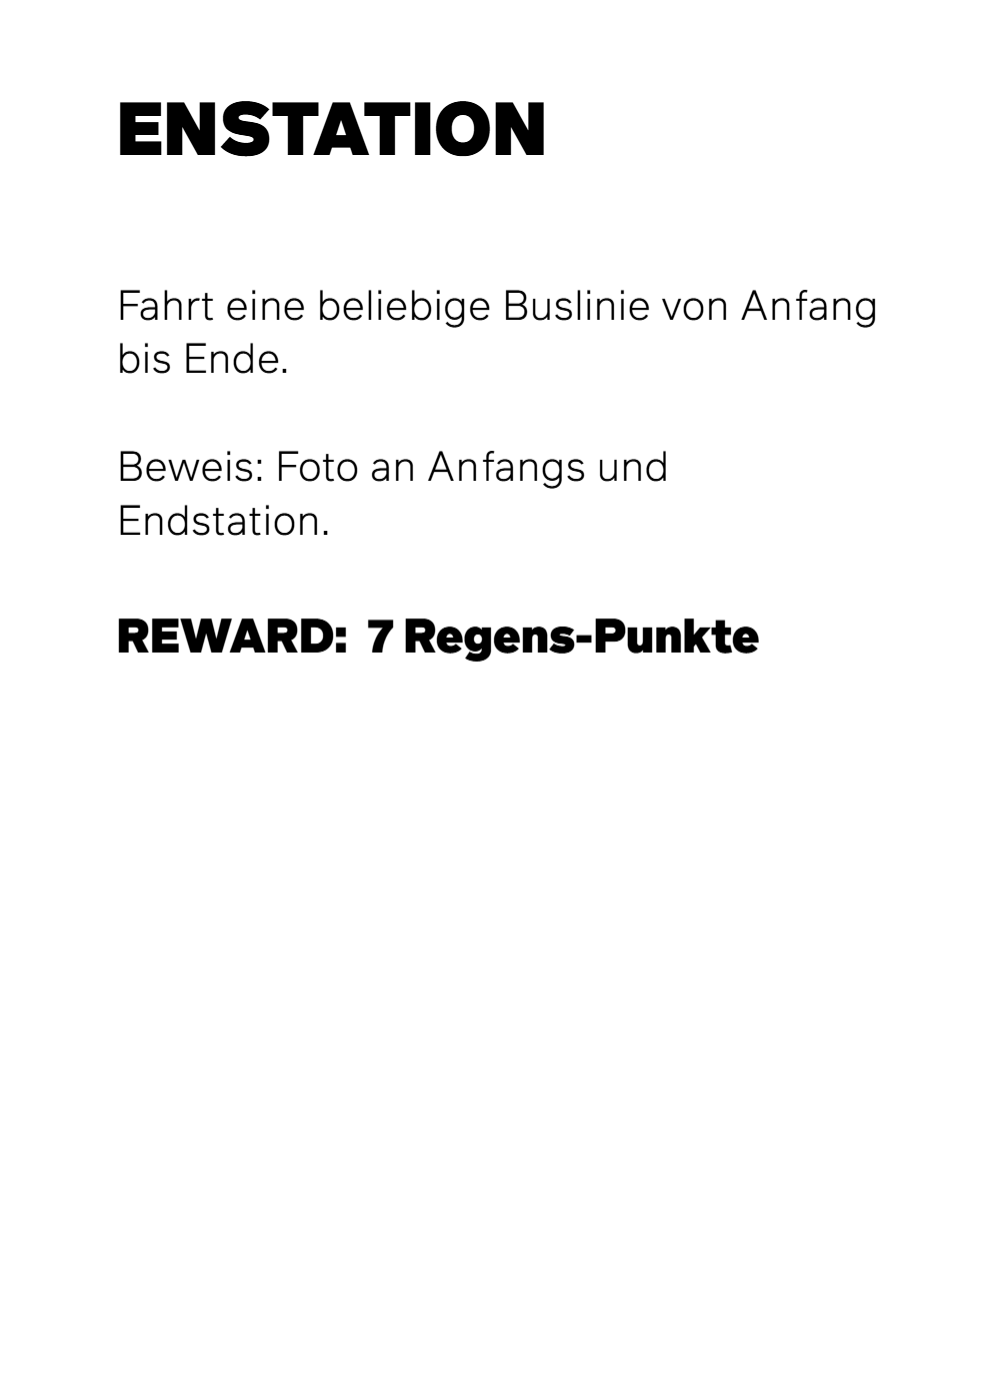 ENSTATION
Fahrt eine beliebige Buslinie von Anfang
bis Ende.
Beweis: Foto an Anfangs und
Endstation.
REWARD: 7 Regens-Punkte